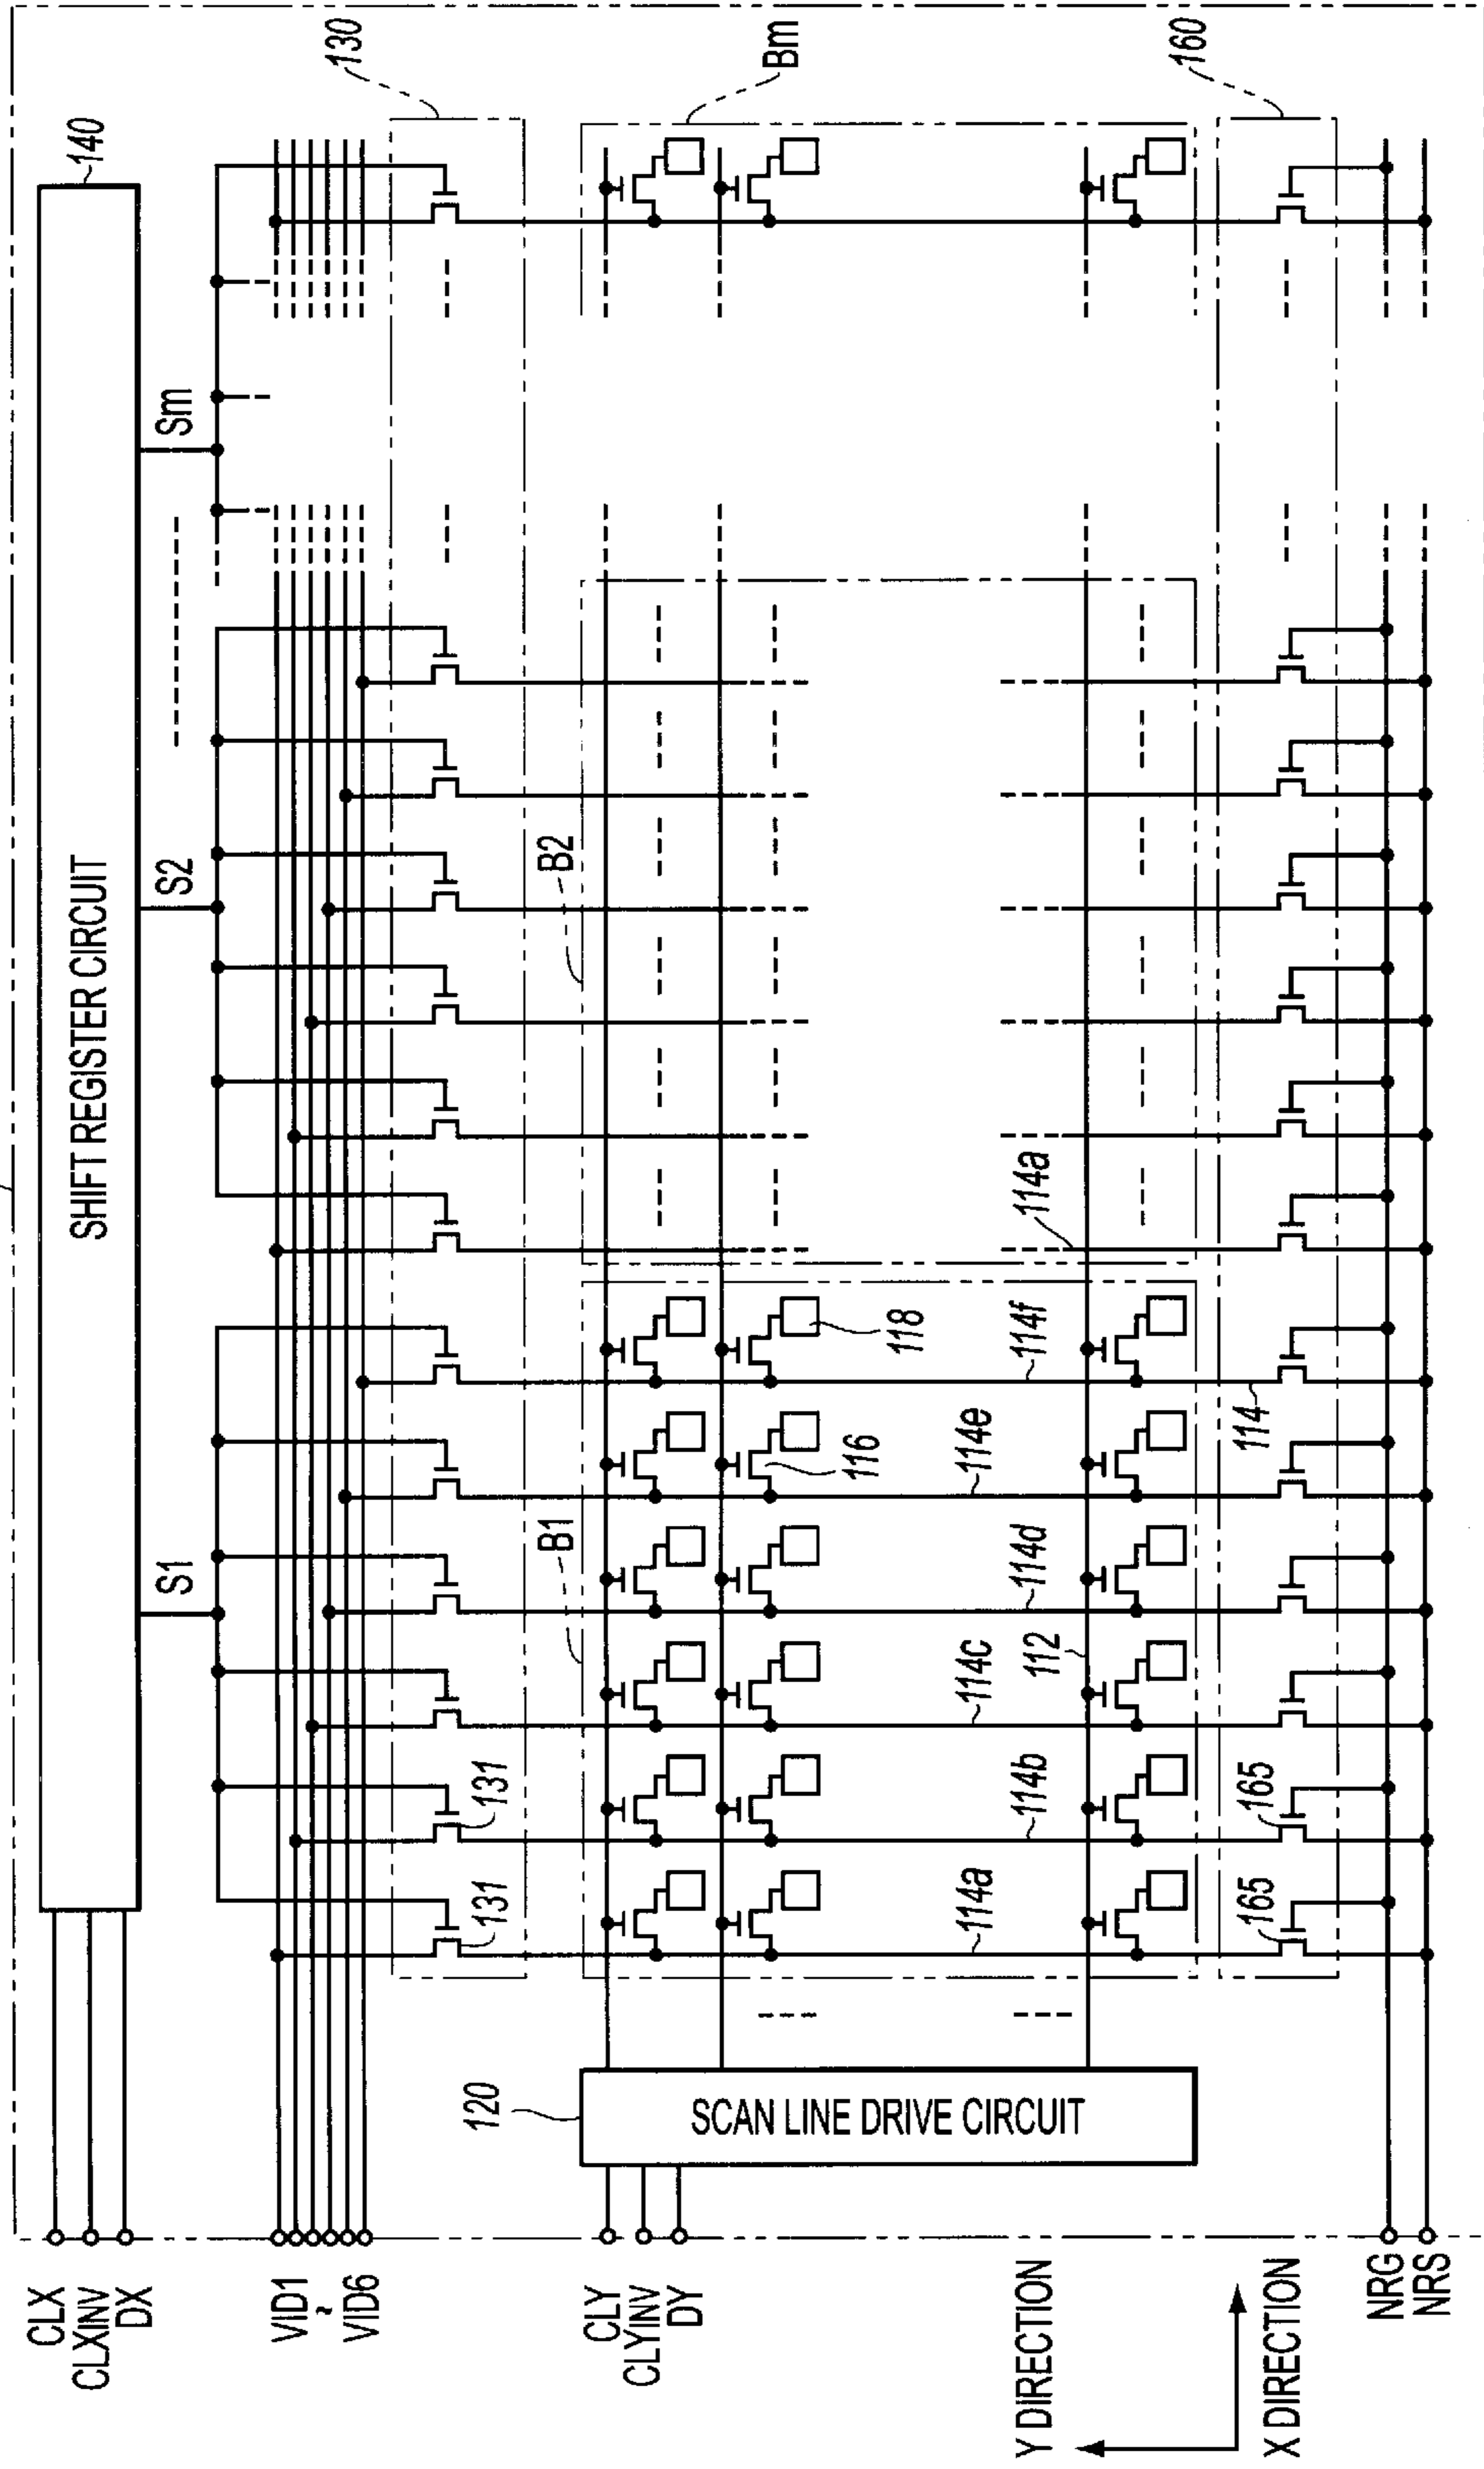 CLX
CLXINV
DX
SHIFT REGISTER CIRCUIT
140
S1
S2
Sm
VID1
~
VID6
130
131
131
B1
B2
Bm
CLY
CLYINV
DY
120
SCAN LINE DRIVE CIRCUIT
116
118
114a
114b
114c
114d
114e
114f
112
114a
114
165
165
160
NRG
NRS
Y DIRECTION
X DIRECTION